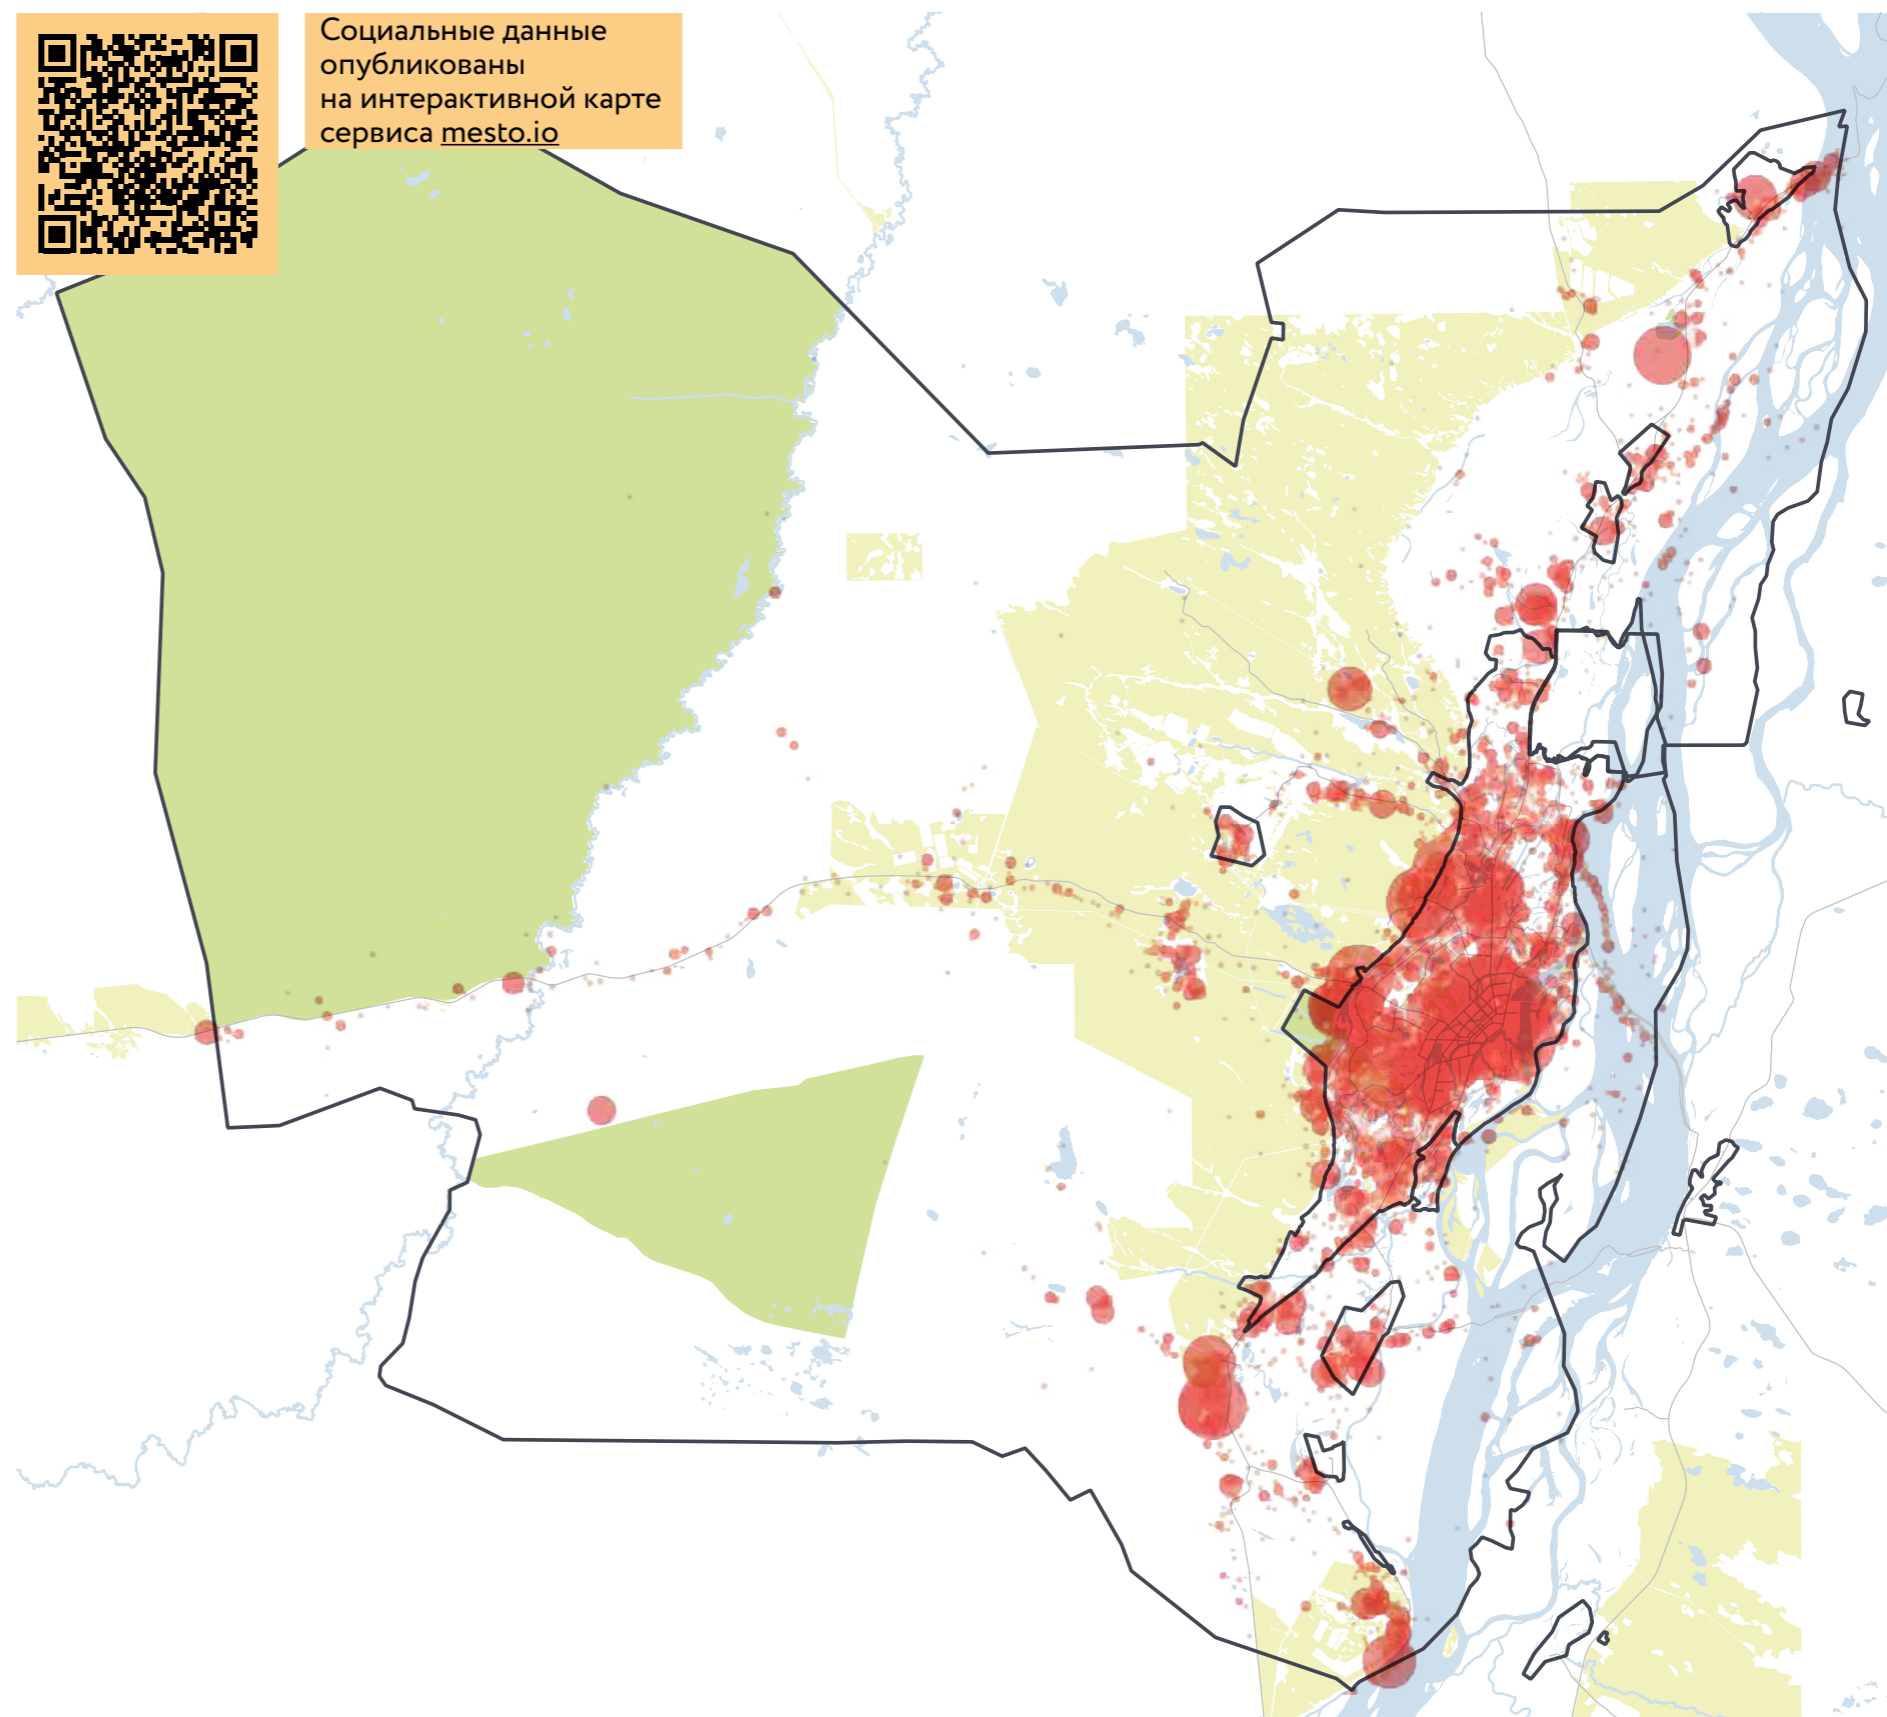 Социальные данные
опубликованы
на интерактивной карте
сервиса mesto.io